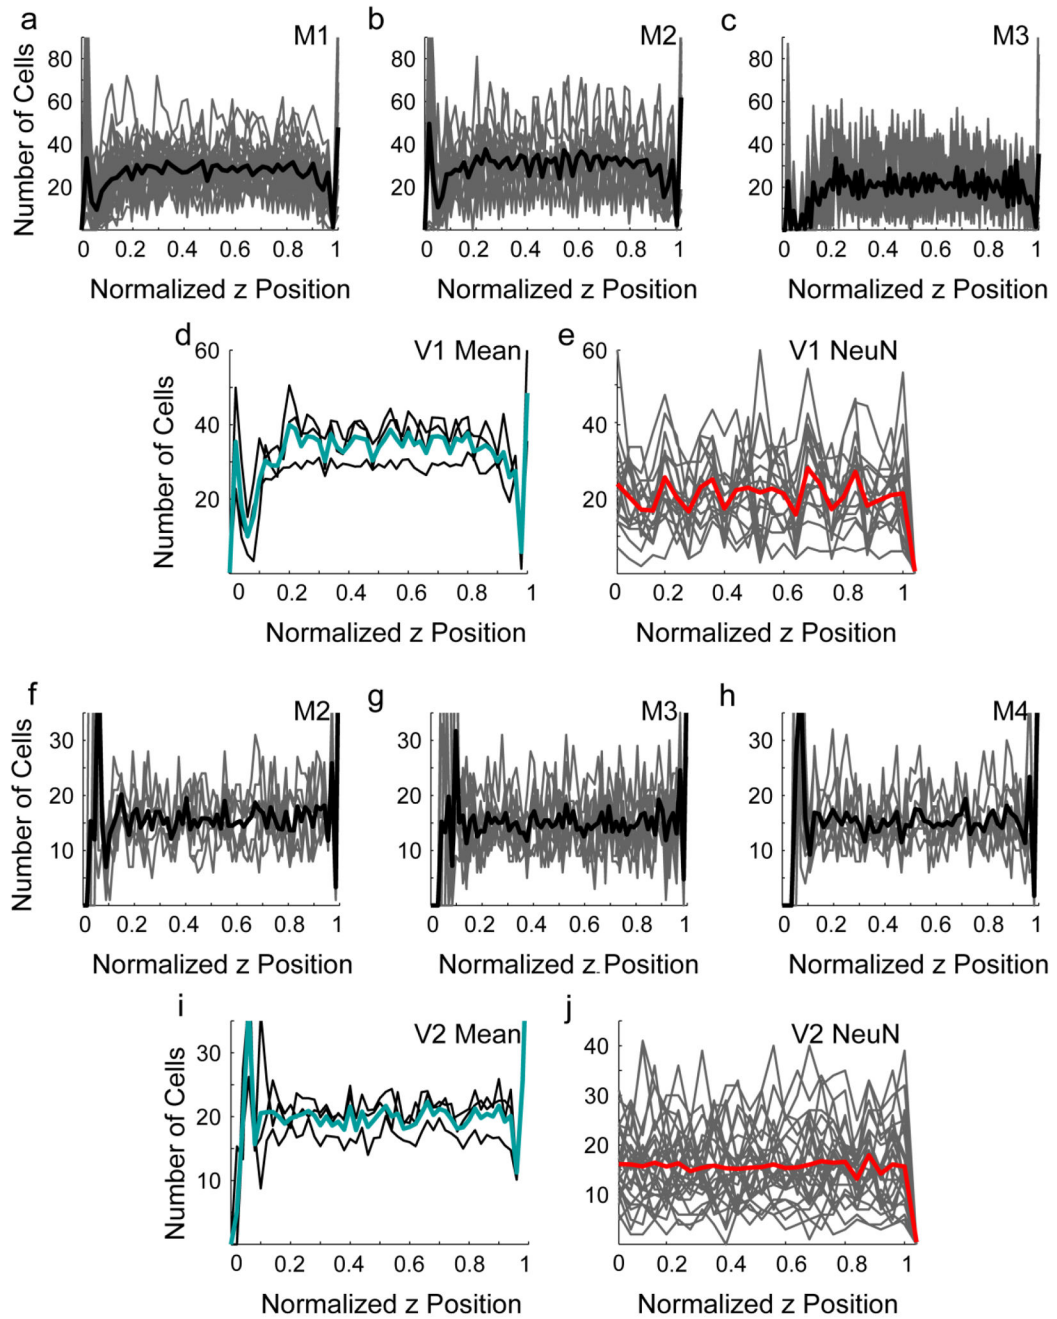 a M1 b M2 c M3
80 80 80
60 60 60
40 40 40
20 20 20
Number of Cells
0 0.2 0.4 0.6 0.8 1 0 0.2 0.4 0.6 0.8 1 0 0.2 0.4 0.6 0.8 1
Normalized z Position Normalized z Position Normalized z Position
d V1 Mean e V1 NeuN
60 60
40 40
20 20
Number of Cells
0 0.2 0.4 0.6 0.8 1 0 0.2 0.4 0.6 0.8 1
Normalized z Position Normalized z Position
f M2 g M3 h M4
30 30 30
20 20 20
10 10 10
Number of Cells
0 0.2 0.4 0.6 0.8 1 0 0.2 0.4 0.6 0.8 1 0 0.2 0.4 0.6 0.8 1
Normalized z Position Normalized z Position Normalized z Position
i V2 Mean j V2 NeuN
30 40
20 30
10 20
10
Number of Cells
0 0.2 0.4 0.6 0.8 1 0 0.2 0.4 0.6 0.8 1
Normalized z Position Normalized z Position